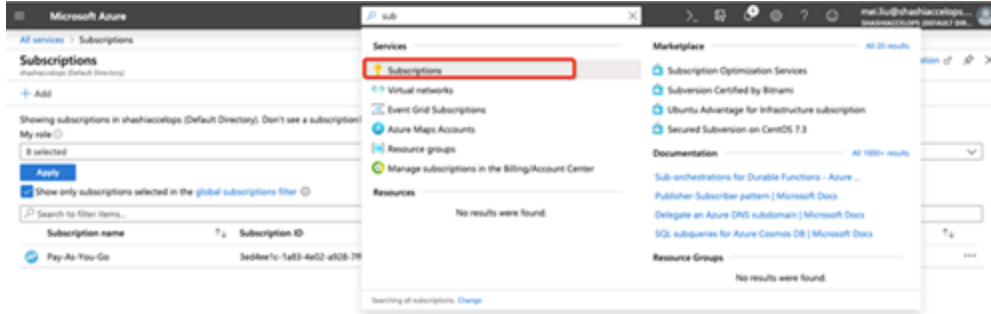 Microsoft Azure
sub
mei.liu@shashiaccelops...
SHASHIACCELOPS (DEFAULT DIR...
All services > Subscriptions
Subscriptions
shashiaccelops (Default Directory)
+ Add
Showing subscriptions in shashiaccelops (Default Directory). Don't see a subscription?
My role
8 selected
Apply
Show only subscriptions selected in the global subscriptions filter
Search to filter items...
Subscription name
Subscription ID
Pay-As-You-Go
3ed4ee1c-1a83-4e02-a928-7f
Services
Subscriptions
Virtual networks
Event Grid Subscriptions
Azure Maps Accounts
Resource groups
Manage subscriptions in the Billing/Account Center
Resources
No results were found.
Searching all subscriptions. Change
Marketplace
All 20 results
Subscription Optimization Services
Subversion Certified by Bitnami
Ubuntu Advantage for Infrastructure subscription
Secured Subversion on CentOS 7.3
Documentation
All 1000+ results
Sub-orchestrations for Durable Functions - Azure ...
Publisher-Subscriber pattern | Microsoft Docs
Delegate an Azure DNS subdomain | Microsoft Docs
SQL subqueries for Azure Cosmos DB | Microsoft Docs
Resource Groups
No results were found.